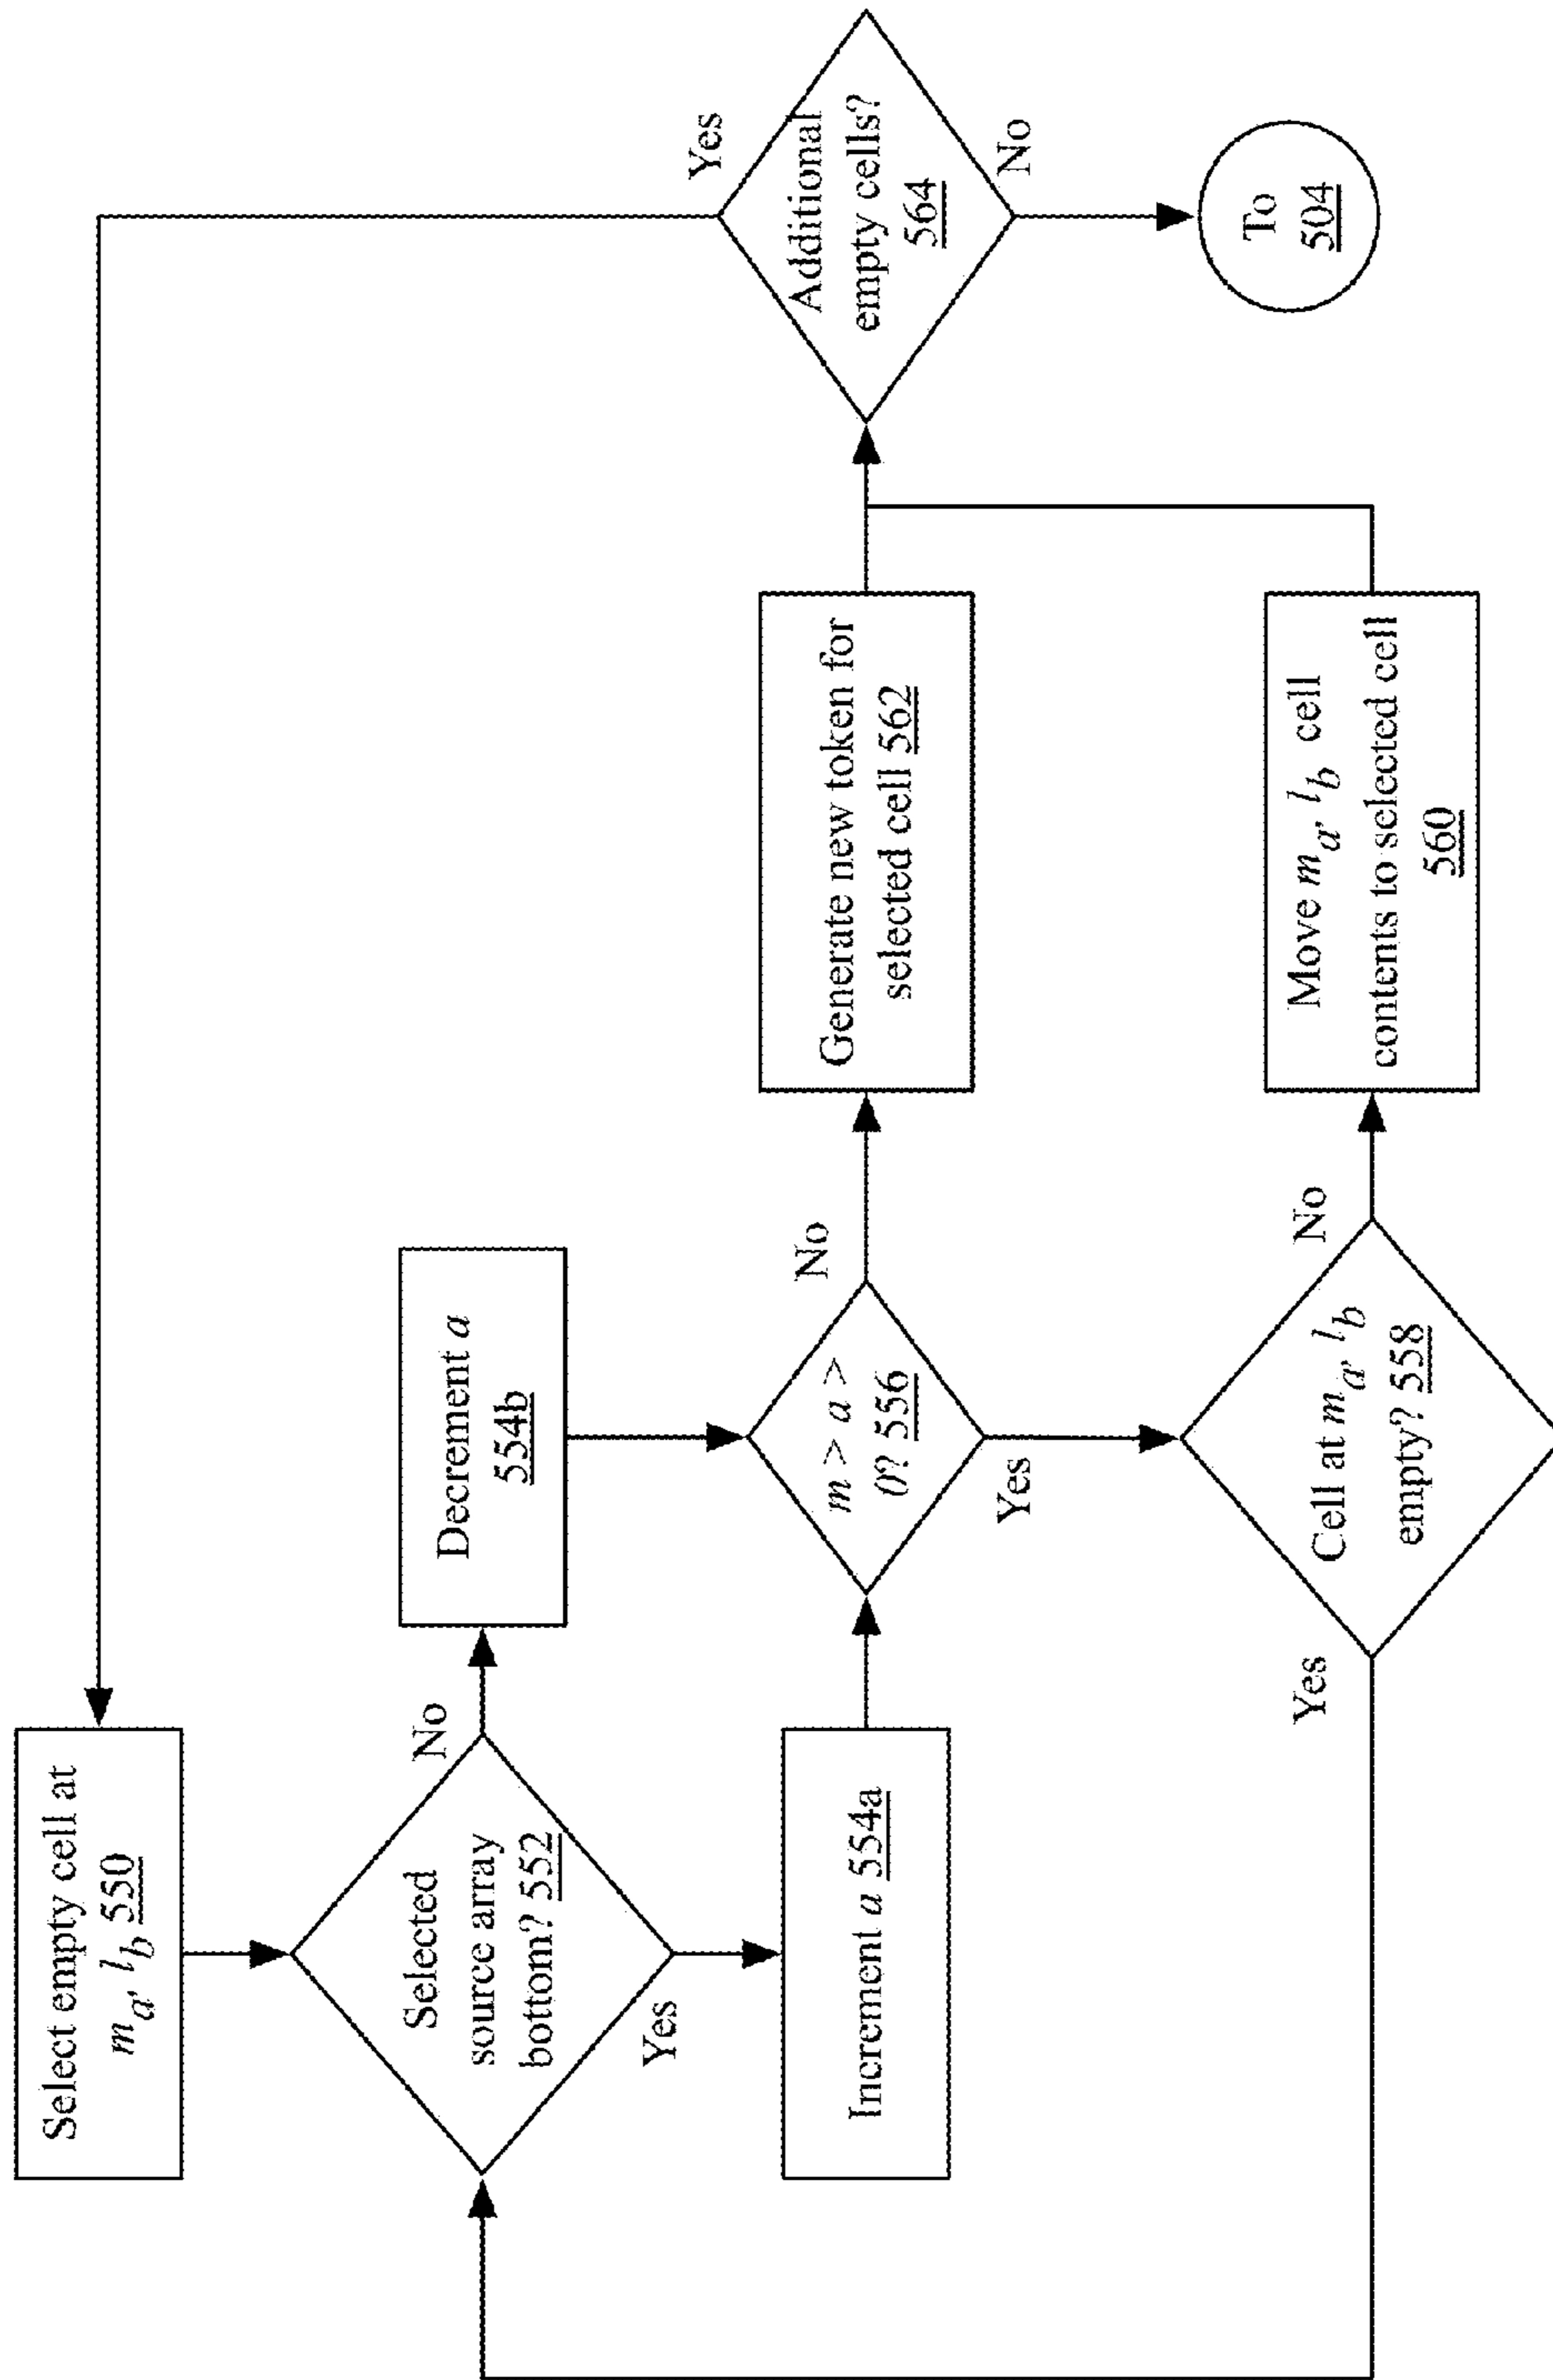 Select empty cell at
m_a, l_b 550
Selected
source array
bottom? 552
No
Yes
Decrement a
554b
Increment a 554a
m > a >
0? 556
No
Yes
Cell at m_a, l_b
empty? 558
Yes
No
Generate new token for
selected cell 562
Move m_a, l_b cell
contents to selected cell
560
Additional
empty cells?
564
Yes
No
To
504